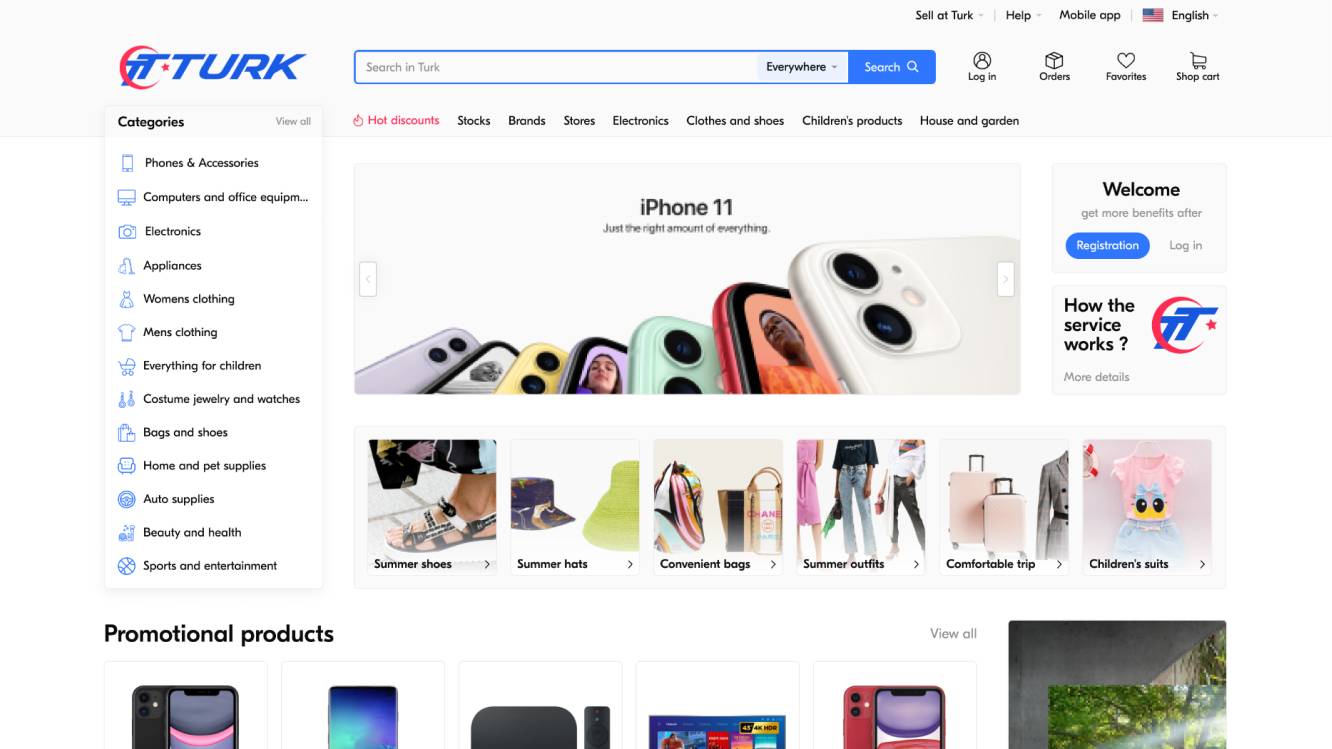 Sell at Turk
Help
Mobile app
English
TURK
Search in Turk
Everywhere
Search
Log in
Orders
Favorites
Shop cart
Categories
View all
Hot discounts
Stocks
Brands
Stores
Electronics
Clothes and shoes
Children's products
House and garden
Phones & Accessories
Computers and office equipm...
Electronics
Appliances
Womens clothing
Mens clothing
Everything for children
Costume jewelry and watches
Bags and shoes
Home and pet supplies
Auto supplies
Beauty and health
Sports and entertainment
iPhone 11
Just the right amount of everything.
Welcome
get more benefits after
Registration
Log in
How the
service
works ?
More details
CHANE
Summer shoes
Summer hats
Convenient bags
Summer outfits
Comfortable trip
Children's suits
Promotional products
View all
4K HDR